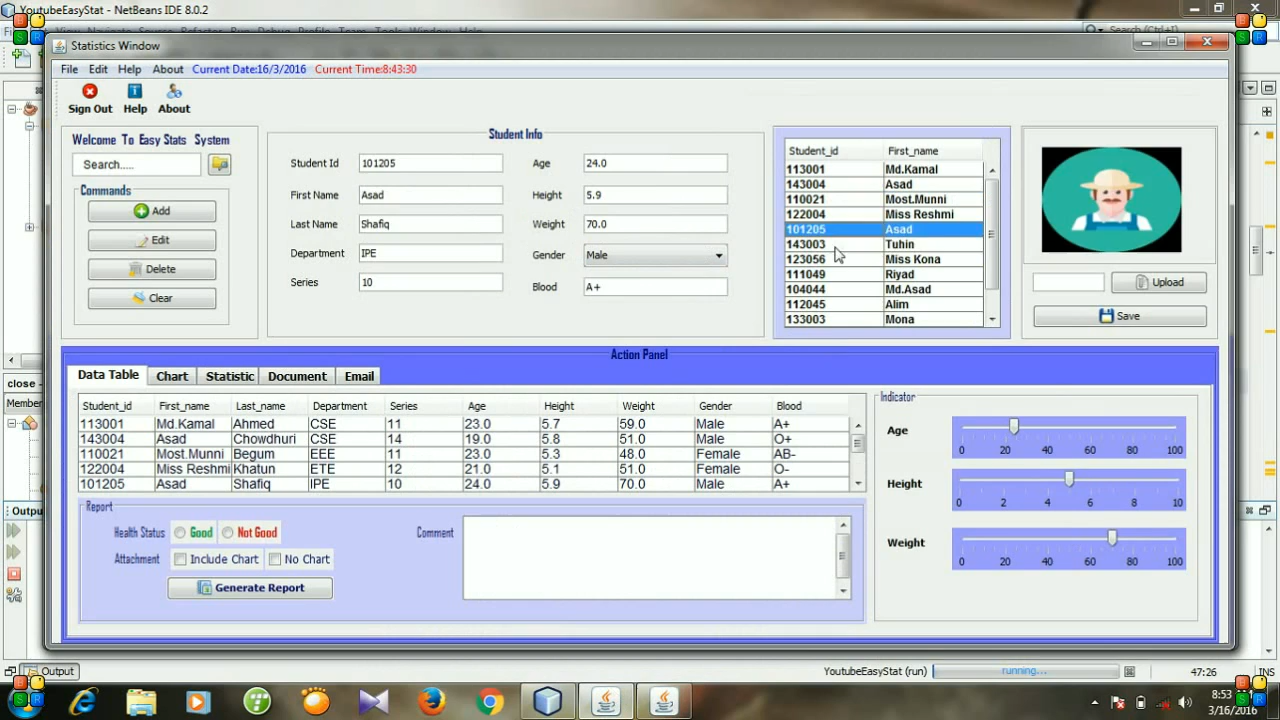 YoutubeEasyStat - NetBeans IDE 8.0.2
Statistics Window
File Edit Help About Current Date:16/3/2016 Current Time:8:43:30
Sign Out Help About
Welcome To Easy Stats System
Search.....
Commands
Add
Edit
Delete
Clear
Student Info
Student Id 101205 Age 24.0
First Name Asad Height 5.9
Last Name Shafiq Weight 70.0
Department IPE Gender Male
Series 10 Blood A+
Student_id First_name
113001 Md.Kamal
143004 Asad
110021 Most.Munni
122004 Miss Reshmi
101205 Asad
143003 Tuhin
123056 Miss Kona
111049 Riyad
104044 Md.Asad
112045 Alim
133003 Mona
Upload
Save
Action Panel
Data Table Chart Statistic Document Email
Student_id First_name Last_name Department Series Age Height Weight Gender Blood
113001 Md.Kamal Ahmed CSE 11 23.0 5.7 59.0 Male A+
143004 Asad Chowdhuri CSE 14 19.0 5.8 51.0 Male O+
110021 Most.Munni Begum EEE 11 23.0 5.3 48.0 Female AB-
122004 Miss Reshmi Khatun ETE 12 21.0 5.1 51.0 Female O-
101205 Asad Shafiq IPE 10 24.0 5.9 70.0 Male A+
Report
Health Status Good Not Good
Attachment Include Chart No Chart
Generate Report
Comment
Indicator
Age
0 20 40 60 80 100
Height
0 2 4 6 8 10
Weight
0 20 40 60 80 100
close -
Member
Outpu
Output
YoutubeEasyStat (run) running... 47:26 INS
8:53
3/16/2016